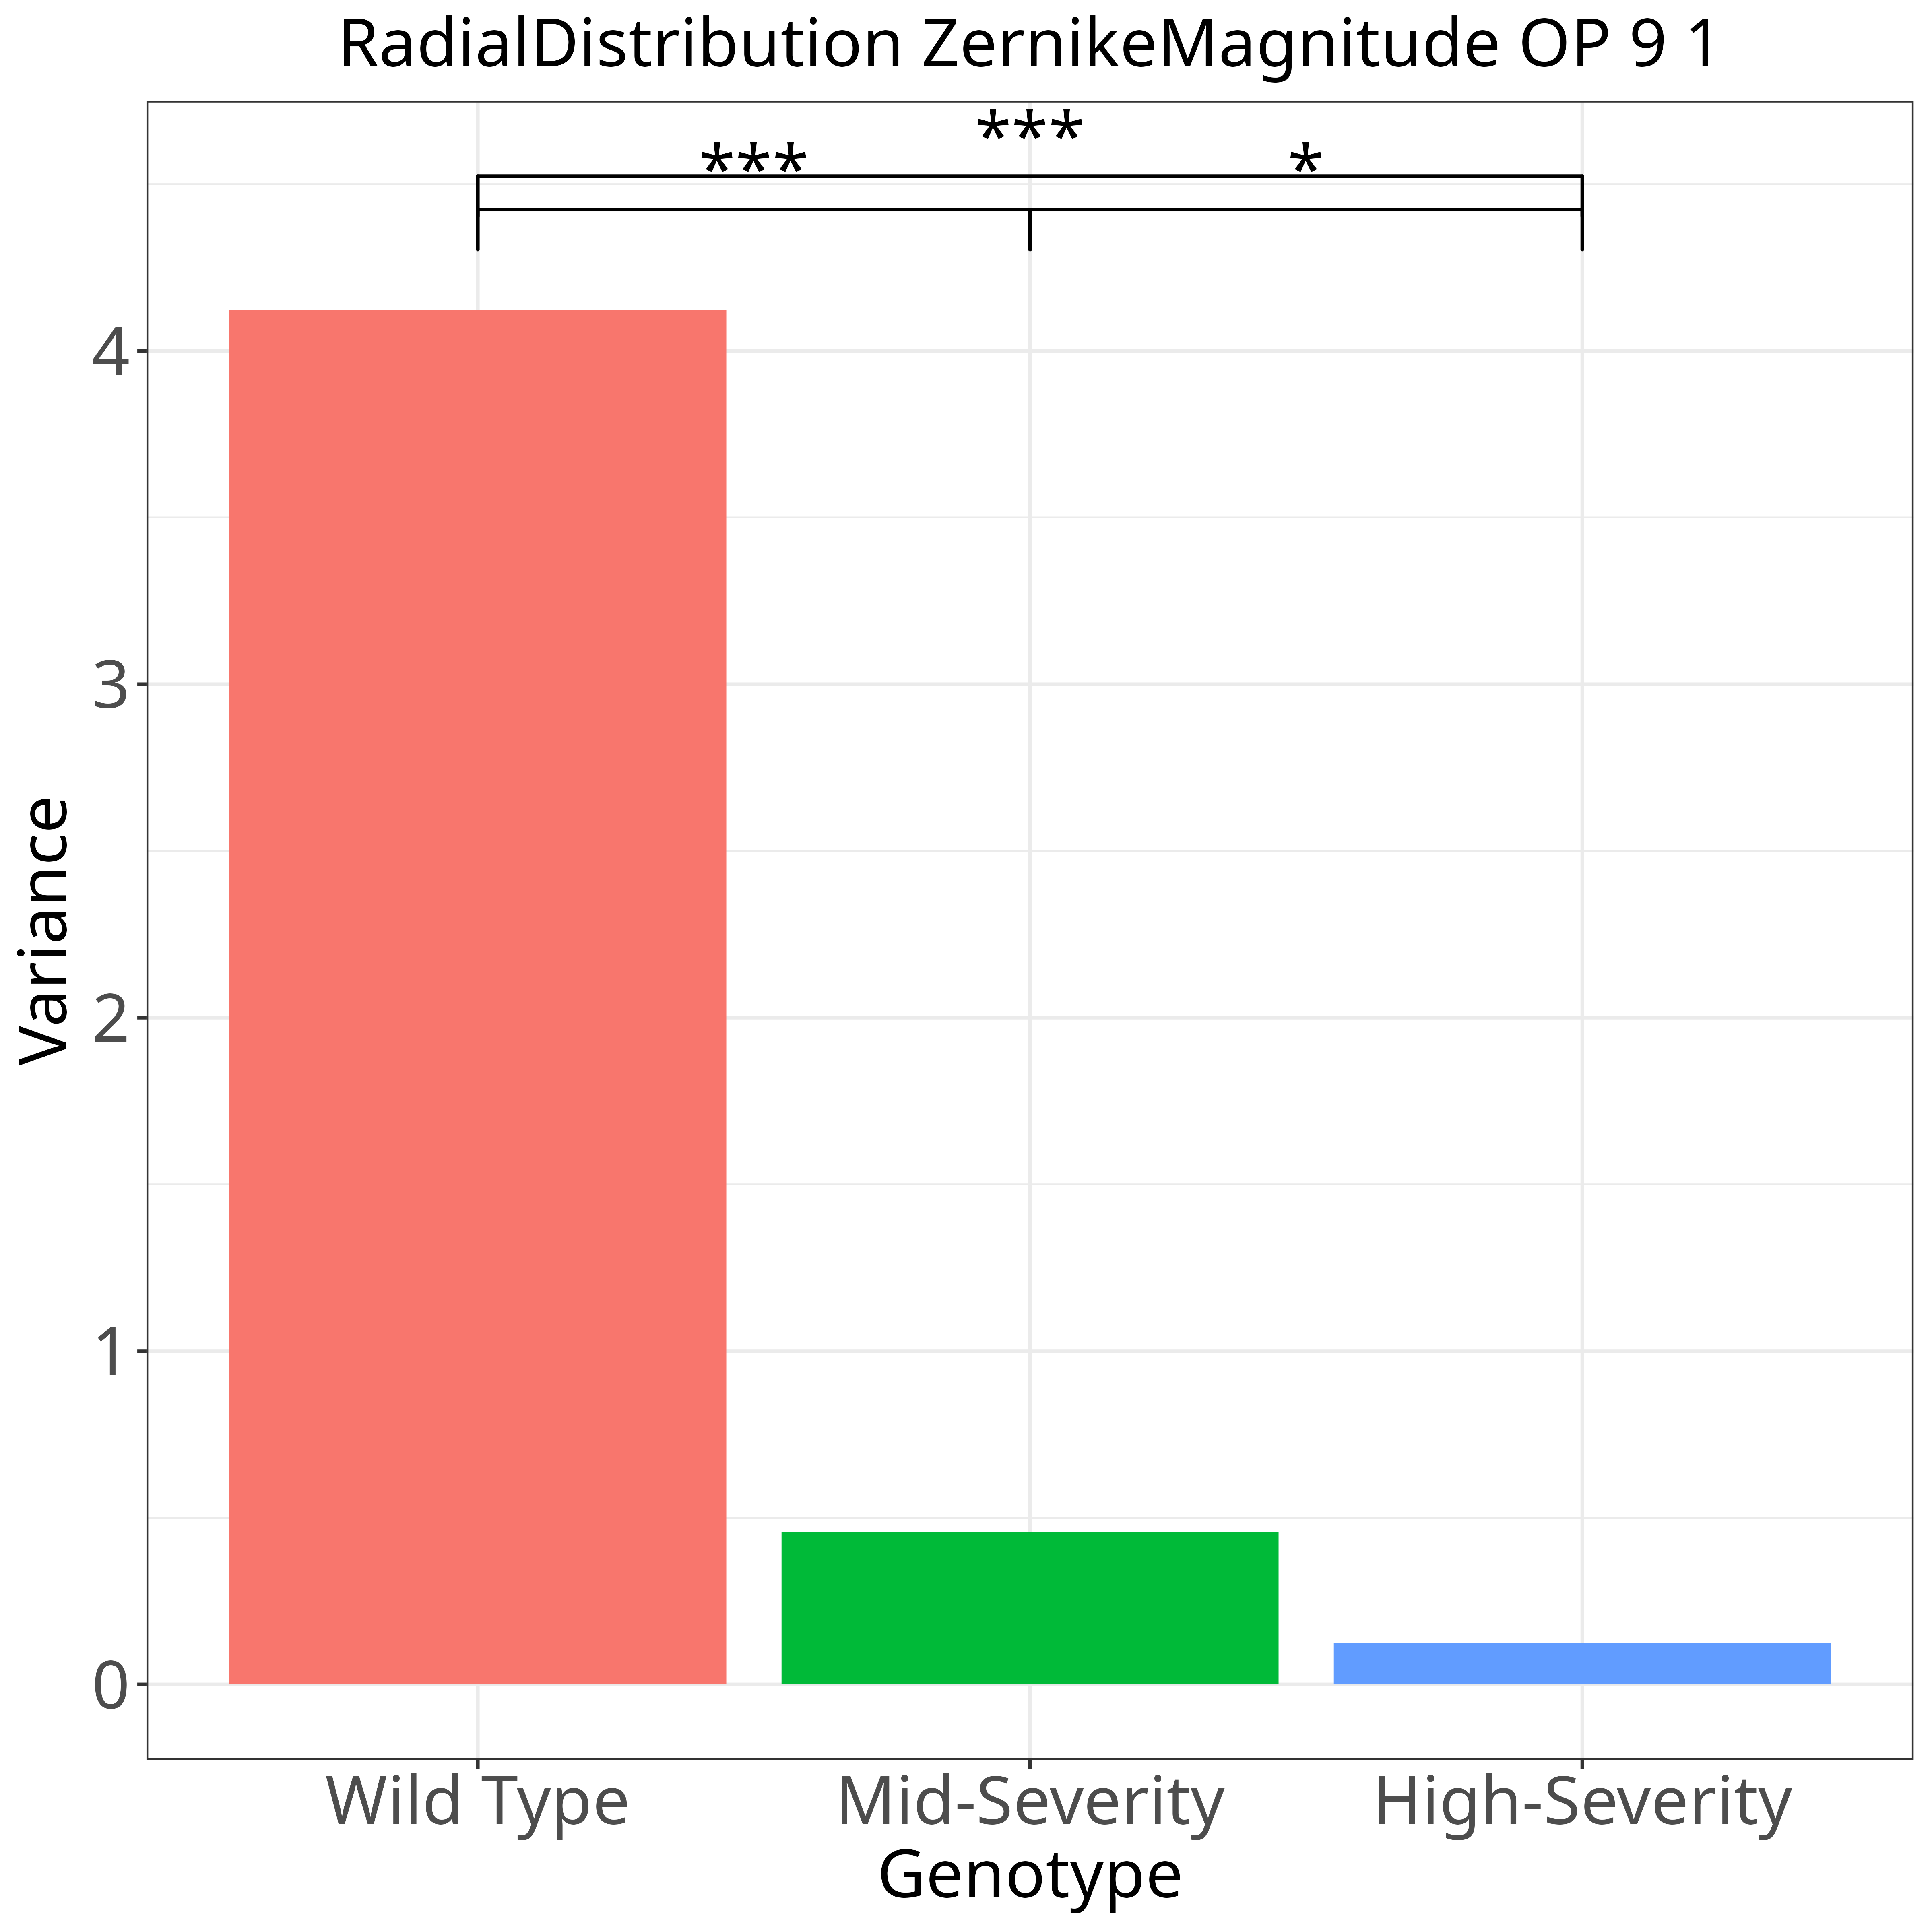 RadialDistribution ZernikeMagnitude OP 9 1
***
*** *
4
3
2
1
0
Variance
Wild Type Mid-Severity High-Severity
Genotype